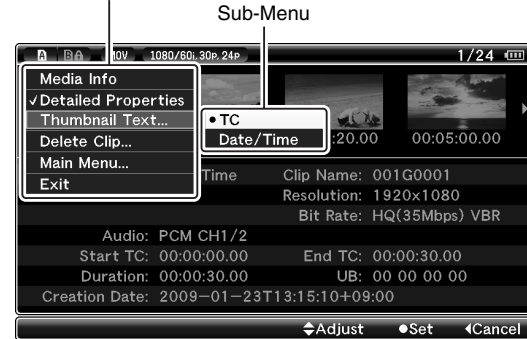 Sub-Menu
A B MOV 1080/60i.30P.24P 1/24
Media Info
✓Detailed Properties
Thumbnail Text...
Delete Clip...
Main Menu...
Exit
●TC
Date/Time
:20.00 00:05:00.00
Time Clip Name: 001G0001
Resolution: 1920x1080
Bit Rate: HQ(35Mbps) VBR
Audio: PCM CH1/2
Start TC: 00:00:00.00 End TC: 00:00:30.00
Duration: 00:00:30.00 UB: 00 00 00 00
Creation Date: 2009-01-23T13:15:10+09:00
Adjust ●Set Cancel